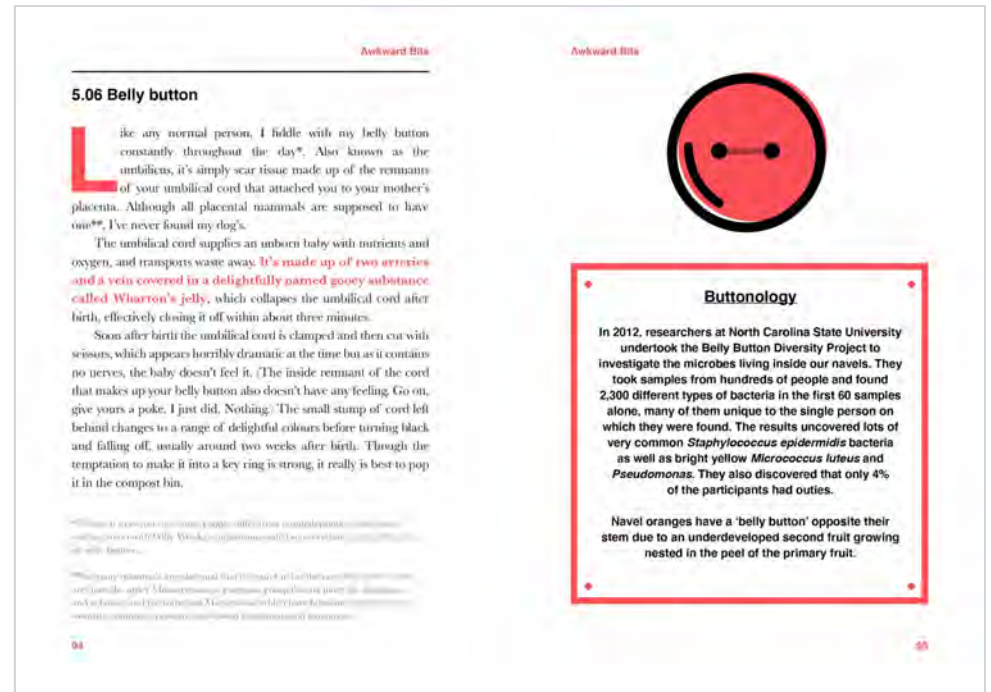 Awkward Bits
5.06 Belly button
Like any normal person, I fiddle with my belly button
constantly throughout the day*. Also known as the
umbilicus, it's simply scar tissue made up of the remnants
of your umbilical cord that attached you to your mother's
placenta. Although all placental mammals are supposed to have
one**, I've never found my dog's.
The umbilical cord supplies an unborn baby with nutrients and
oxygen, and transports waste away. It's made up of two arteries
and a vein covered in a delightfully named gooey substance
called Wharton's jelly, which collapses the umbilical cord after
birth, effectively closing it off within about three minutes.
Soon after birth the umbilical cord is clamped and then cut with
scissors, which appears horribly dramatic at the time but as it contains
no nerves, the baby doesn't feel it. (The inside remnant of the cord
that makes up your belly button also doesn't have any feeling. Go on,
give yours a poke. I just did. Nothing.) The small stump of cord left
behind changes to a range of delightful colours before turning black
and falling off, usually around two weeks after birth. Though the
temptation to make it into a key ring is strong, it really is best to pop
it in the compost bin.
94
Awkward Bits
Buttonology
In 2012, researchers at North Carolina State University
undertook the Belly Button Diversity Project to
investigate the microbes living inside our navels. They
took samples from hundreds of people and found
2,300 different types of bacteria in the first 60 samples
alone, many of them unique to the single person on
which they were found. The results uncovered lots of
very common Staphylococcus epidermidis bacteria
as well as bright yellow Micrococcus luteus and
Pseudomonas. They also discovered that only 4%
of the participants had outies.
Navel oranges have a 'belly button' opposite their
stem due to an underdeveloped second fruit growing
nested in the peel of the primary fruit.
95